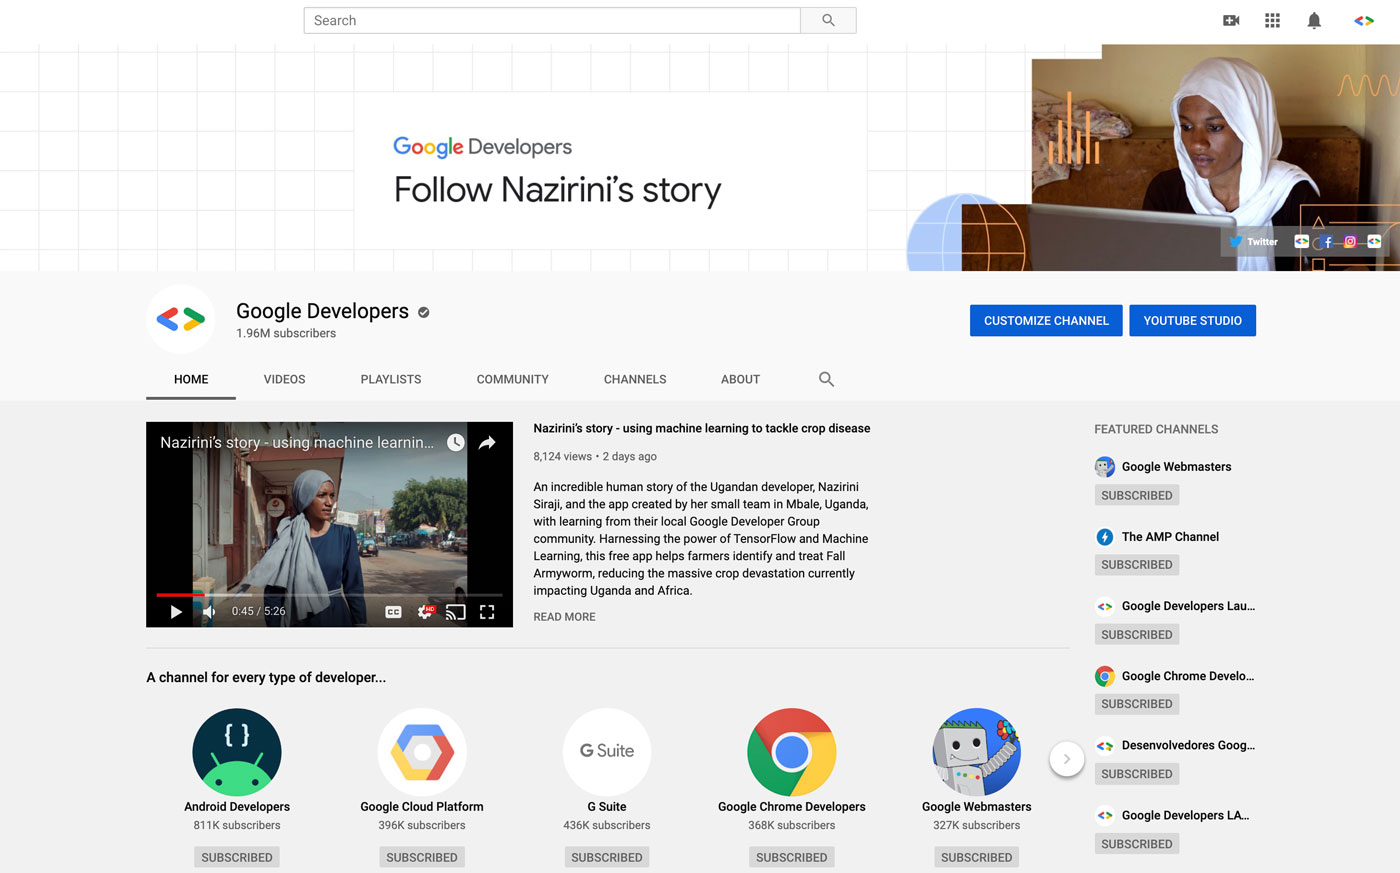 Search
Google Developers
Follow Nazirini's story
Twitter
Google Developers
1.96M subscribers
CUSTOMIZE CHANNEL
YOUTUBE STUDIO
HOME
VIDEOS
PLAYLISTS
COMMUNITY
CHANNELS
ABOUT
Nazirini's story - using machine learnin...
0:45 / 5:26
CC
HD
Nazirini's story - using machine learning to tackle crop disease
8,124 views • 2 days ago
An incredible human story of the Ugandan developer, Nazirini
Siraji, and the app created by her small team in Mbale, Uganda,
with learning from their local Google Developer Group
community. Harnessing the power of TensorFlow and Machine
Learning, this free app helps farmers identify and treat Fall
Armyworm, reducing the massive crop devastation currently
impacting Uganda and Africa.
READ MORE
FEATURED CHANNELS
Google Webmasters
SUBSCRIBED
The AMP Channel
SUBSCRIBED
Google Developers Lau...
SUBSCRIBED
Google Chrome Develo...
SUBSCRIBED
Desenvolvedores Goog...
SUBSCRIBED
Google Developers LA...
SUBSCRIBED
A channel for every type of developer...
{ }
G Suite
Android Developers
811K subscribers
SUBSCRIBED
Google Cloud Platform
396K subscribers
SUBSCRIBED
G Suite
436K subscribers
SUBSCRIBED
Google Chrome Developers
368K subscribers
SUBSCRIBED
Google Webmasters
327K subscribers
SUBSCRIBED